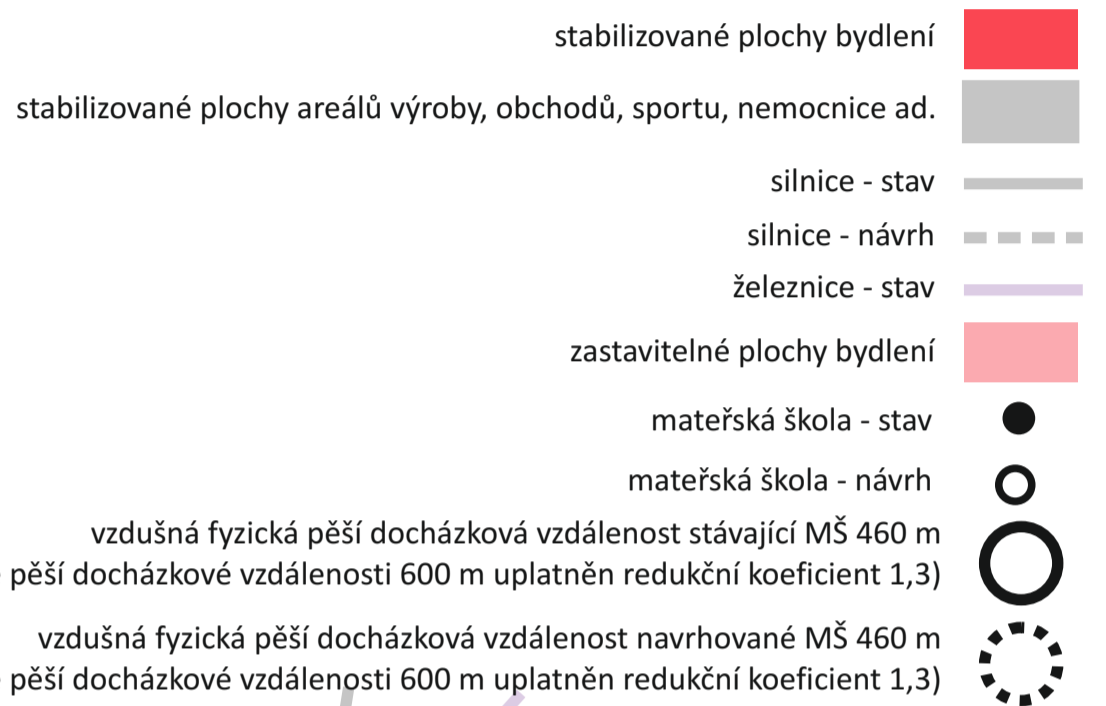 stabilizované plochy bydlení
stabilizované plochy areálů výroby, obchodů, sportu, nemocnice ad.
silnice - stav
silnice - návrh
železnice - stav
zastavitelné plochy bydlení
mateřská škola - stav
mateřská škola - návrh
vzdušná fyzická pěší docházková vzdálenost stávající MŠ 460 m
pěší docházkové vzdálenosti 600 m uplatněn redukční koeficient 1,3)
vzdušná fyzická pěší docházková vzdálenost navrhované MŠ 460 m
pěší docházkové vzdálenosti 600 m uplatněn redukční koeficient 1,3)